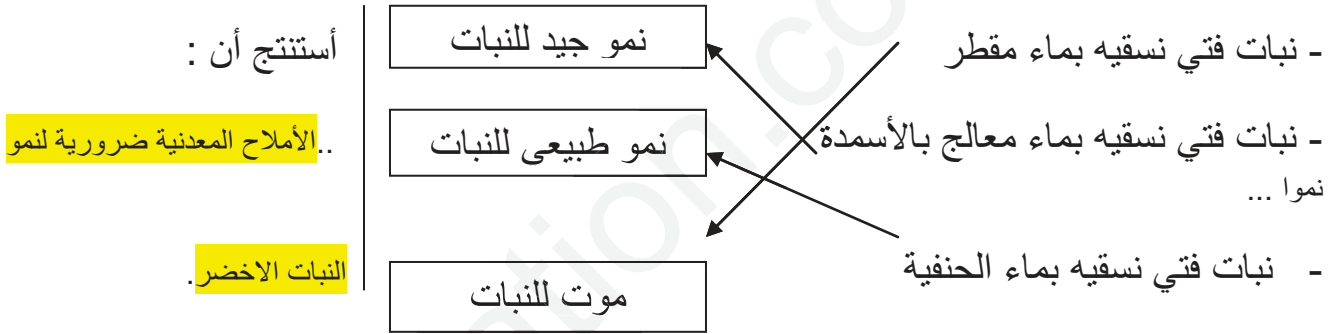 - نبات فتي نسقيه بماء مقطر
- نبات فتي نسقيه بماء معالج بالأسمدة
نموا ...
- نبات فتي نسقيه بماء الحنفية
نمو جيد للنبات
نمو طبيعى للنبات
موت للنبات
أستنتج أن :
..الأملاح المعدنية ضرورية لنمو
النبات الاخضر.